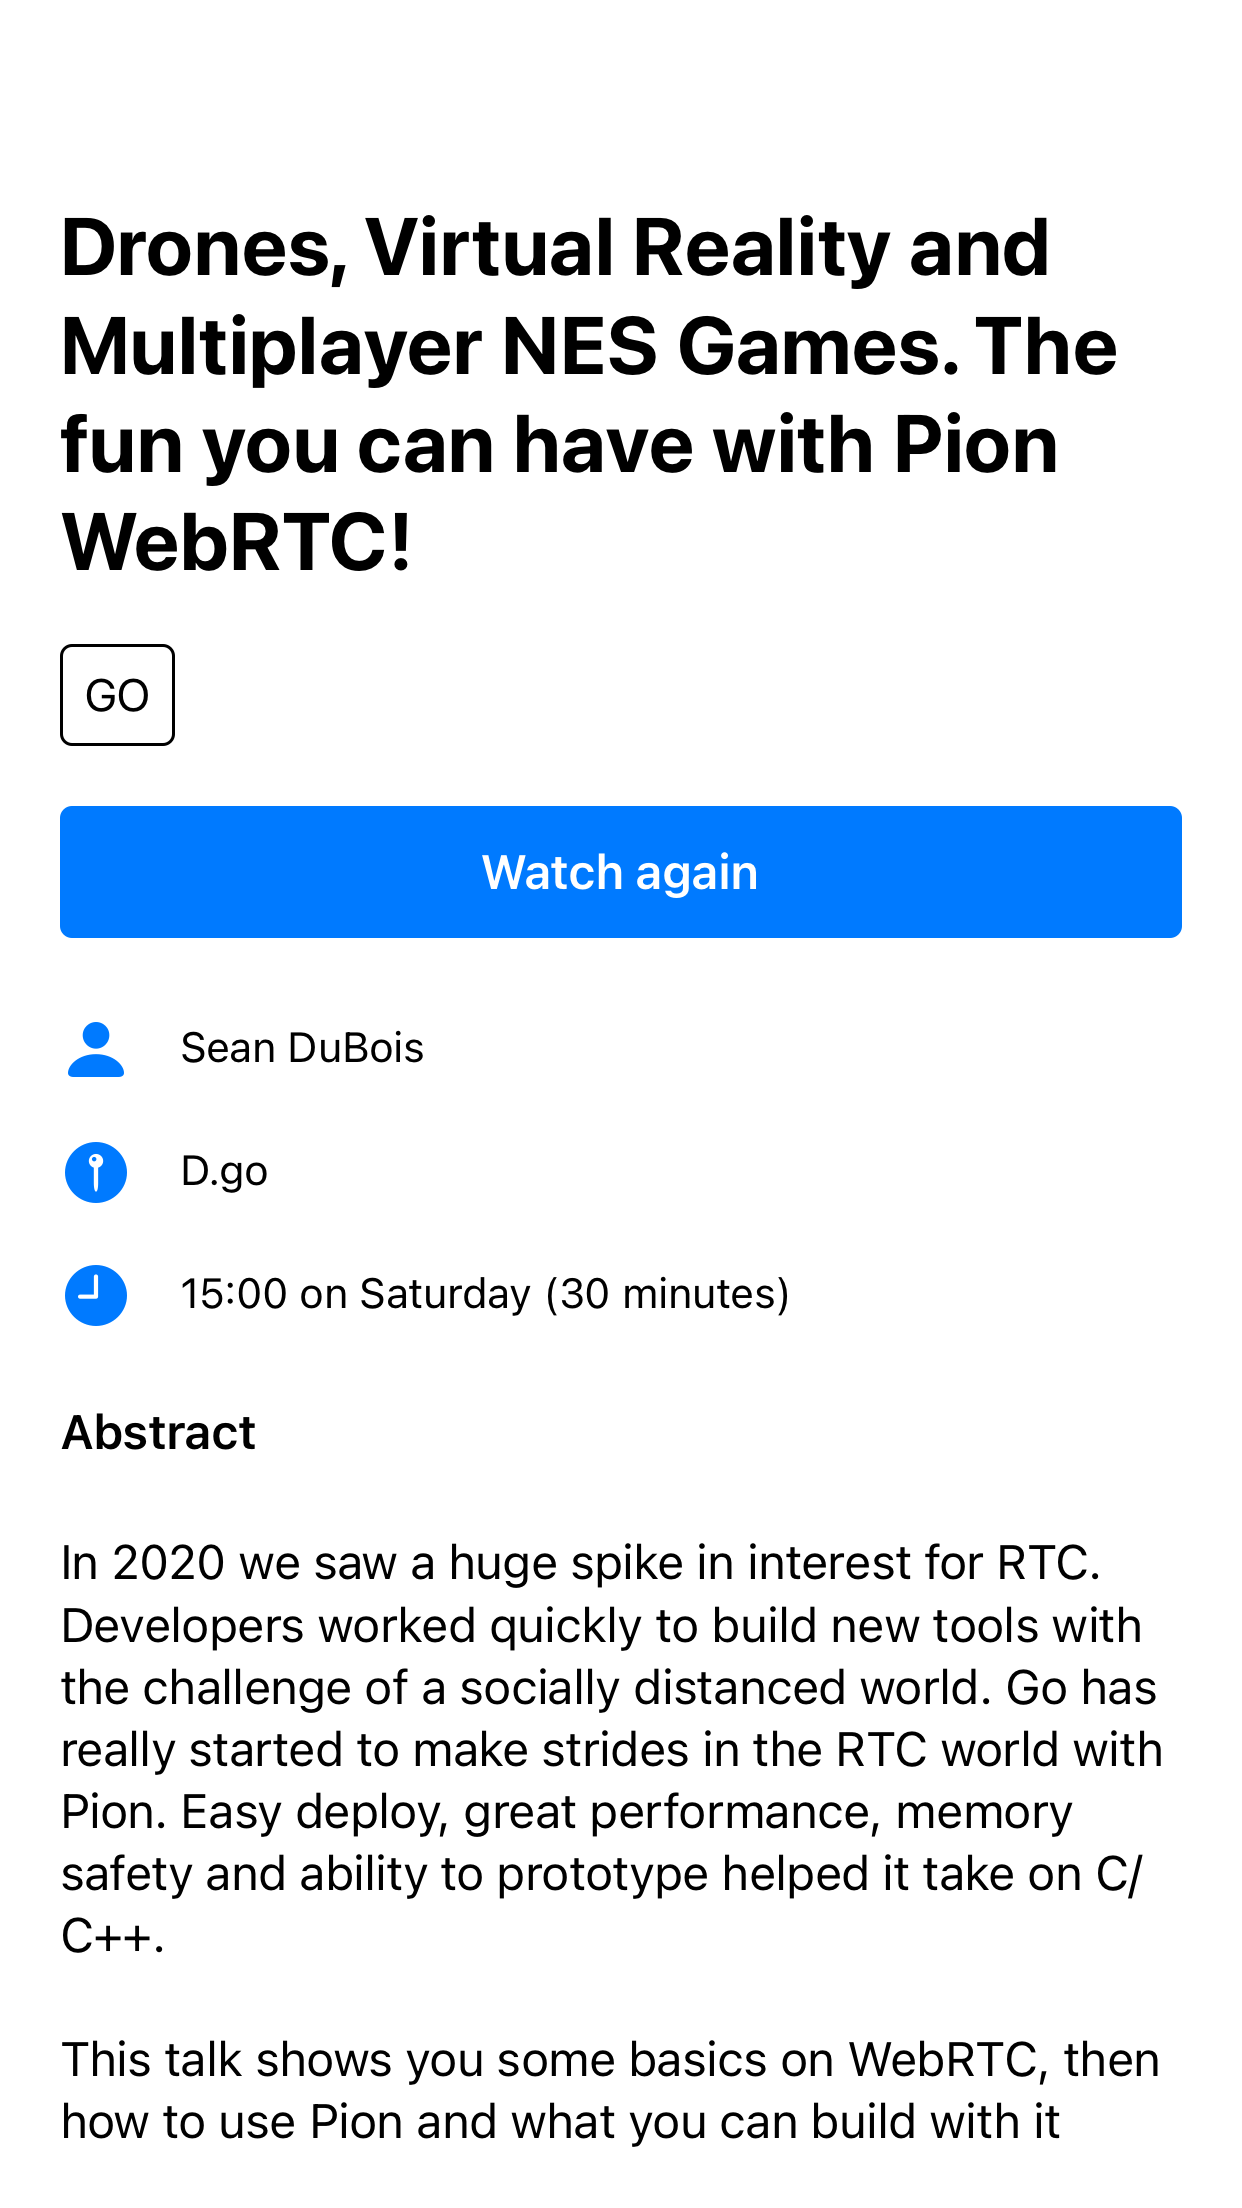 Drones, Virtual Reality and
Multiplayer NES Games. The
fun you can have with Pion
WebRTC!
GO
Watch again
Sean DuBois
D.go
15:00 on Saturday (30 minutes)
Abstract
In 2020 we saw a huge spike in interest for RTC.
Developers worked quickly to build new tools with
the challenge of a socially distanced world. Go has
really started to make strides in the RTC world with
Pion. Easy deploy, great performance, memory
safety and ability to prototype helped it take on C/
C++.
This talk shows you some basics on WebRTC, then
how to use Pion and what you can build with it